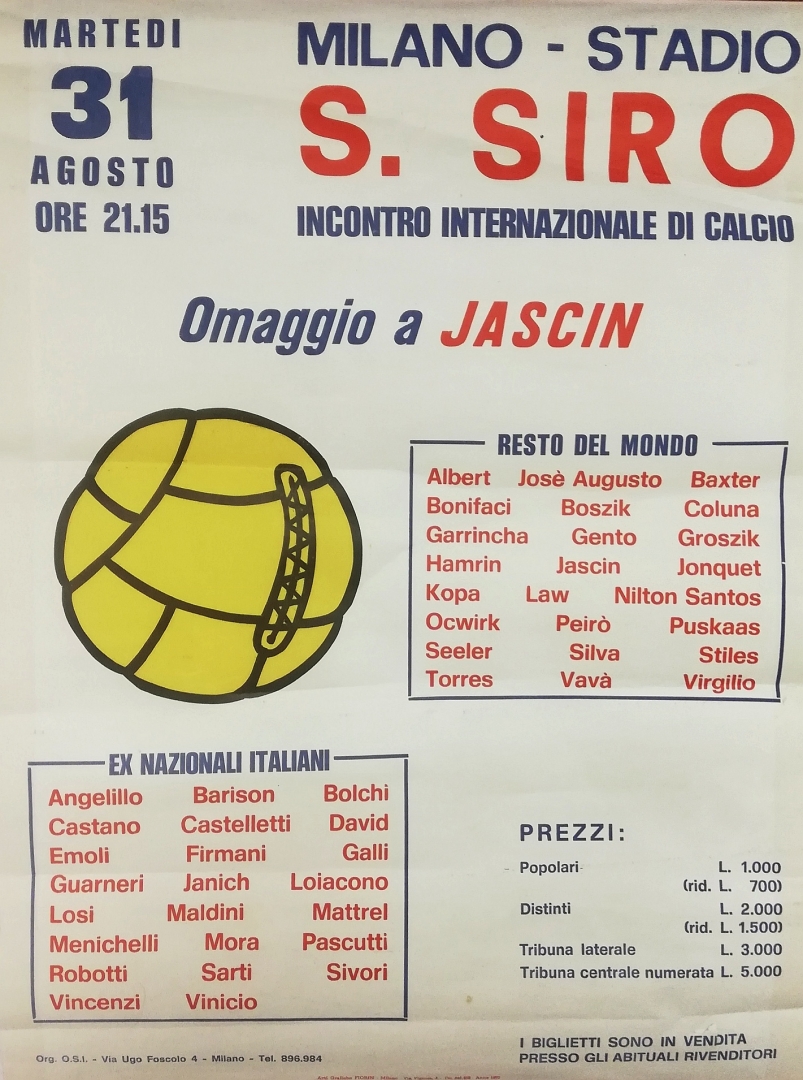 MARTEDI
31
AGOSTO
ORE 21.15
MILANO - STADIO
S. SIRO
INCONTRO INTERNAZIONALE DI CALCIO
Omaggio a JASCIN
RESTO DEL MONDO
Albert Josè Augusto Baxter
Bonifaci Boszik Coluna
Garrincha Gento Groszik
Hamrin Jascin Jonquet
Kopa Law Nilton Santos
Ocwirk Peirò Puskaas
Seeler Silva Stiles
Torres Vavà Virgilio
EX NAZIONALI ITALIANI
Angelillo Barison Bolchi
Castano Castelletti David
Emoli Firmani Galli
Guarneri Janich Loiacono
Losi Maldini Mattrel
Menichelli Mora Pascutti
Robotti Sarti Sivori
Vincenzi Vinicio
PREZZI:
Popolari L. 1.000
(rid. L. 700)
Distinti L. 2.000
(rid. L. 1.500)
Tribuna laterale L. 3.000
Tribuna centrale numerata L. 5.000
I BIGLIETTI SONO IN VENDITA
PRESSO GLI ABITUALI RIVENDITORI
Org. O.S.I. - Via Ugo Foscolo 4 - Milano - Tel. 896.984
Arti Grafiche FIORIN - Milano